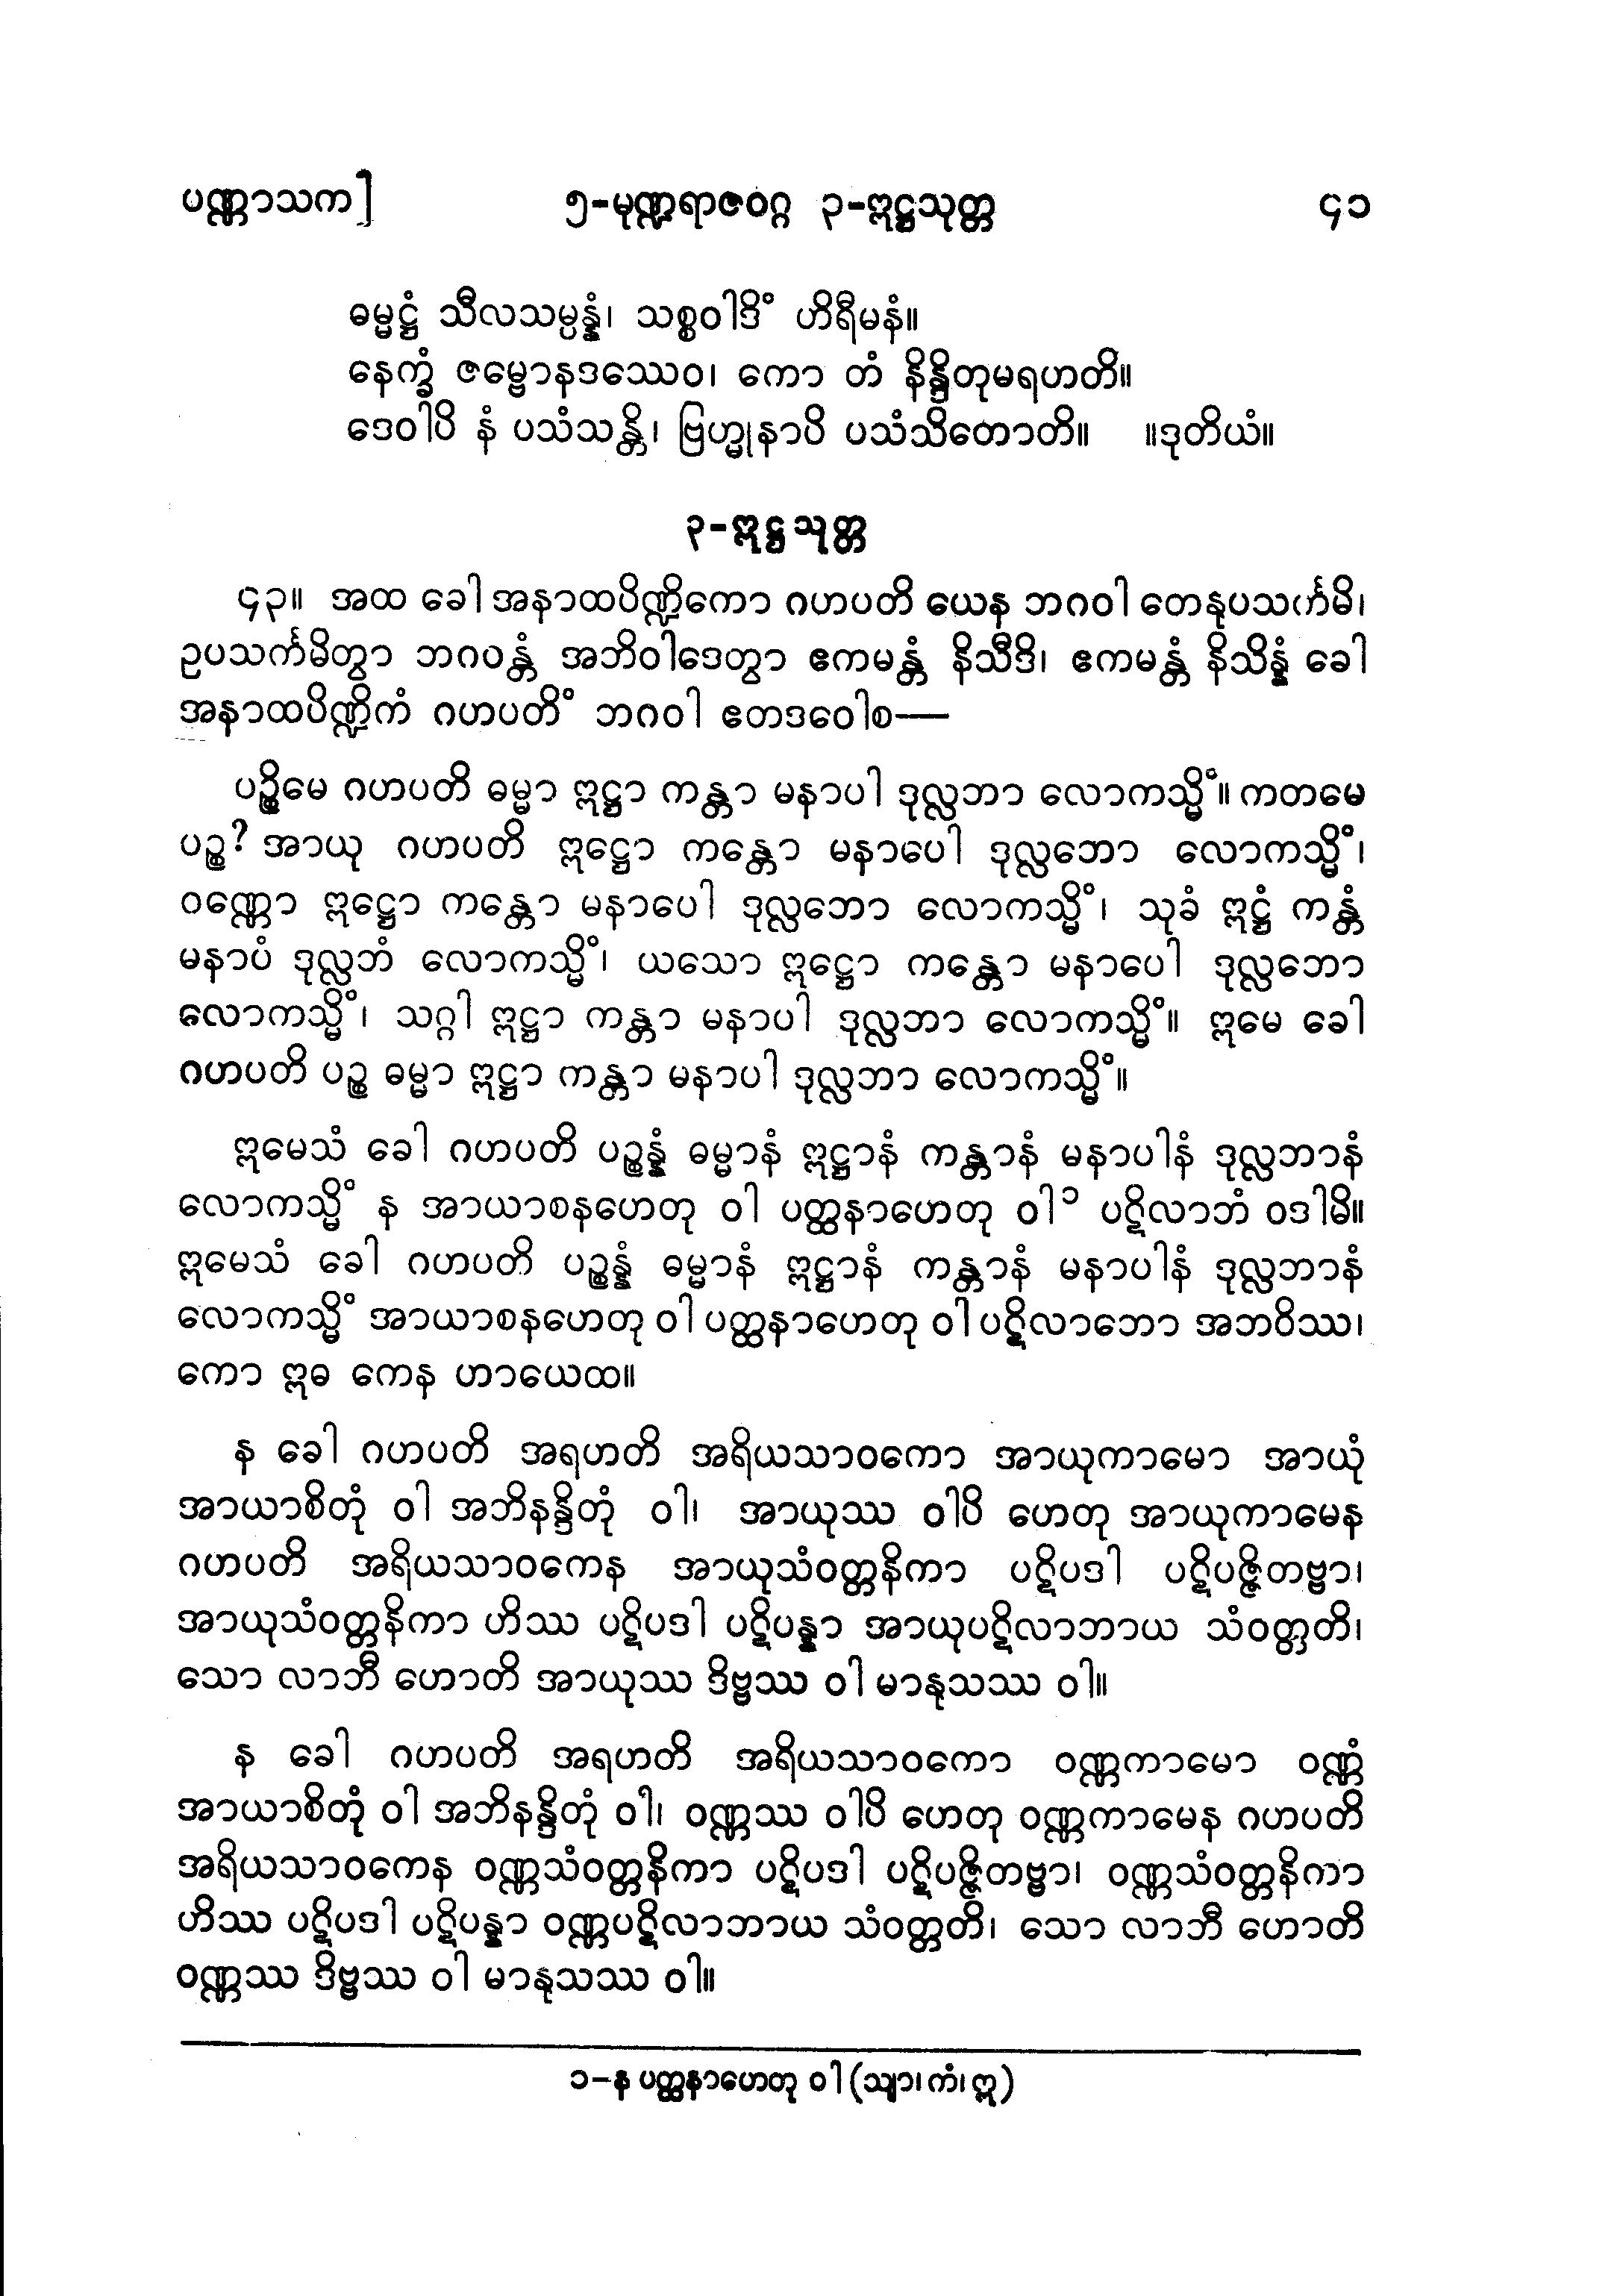 ပဏ္ဏာသက] ၅-မုဏ္ဍရာဇဝဂ္ဂ ၃-ဣဋ္ဌသုတ္တ ၄၁
ဓမ္မဋ္ဌံ သီလသမ္ပန္နံ၊ သစ္စဝါဒိံ ဟိရီမနံ။
နေက္ခံ ဇမ္ဗောနဒဿေဝ၊ ကော တံ နိန္ဒိတုမရဟတိ။
ဒေဝါပိ နံ ပသံသန္တိ၊ ဗြဟ္မုနာပိ ပသံသိတောတိ။ ။ဒုတိယံ။
၃-ဣဋ္ဌသုတ္တ
၄၃။ အထ ခေါ အနာထပိဏ္ဍိကော ဂဟပတိ ယေန ဘဂဝါ တေနုပသင်္ကမိ၊
ဥပသင်္ကမိတွာ ဘဂဝန္တံ အဘိဝါဒေတွာ ဧကမန္တံ နိသီဒိ၊ ဧကမန္တံ နိသိန္နံ ခေါ
အနာထပိဏ္ဍိကံ ဂဟပတိံ ဘဂဝါ ဧတဒဝေါစ—
ပဉ္စိမေ ဂဟပတိ ဓမ္မာ ဣဋ္ဌာ ကန္တာ မနာပါ ဒုလ္လဘာ လောကသ္မိံ။ ကတမေ
ပဉ္စ? အာယု ဂဟပတိ ဣဋ္ဌော ကန္တော မနာပေါ ဒုလ္လဘော လောကသ္မိံ၊
ဝဏ္ဏော ဣဋ္ဌော ကန္တော မနာပေါ ဒုလ္လဘော လောကသ္မိံ၊ သုခံ ဣဋ္ဌံ ကန္တံ
မနာပံ ဒုလ္လဘံ လောကသ္မိံ၊ ယသော ဣဋ္ဌော ကန္တော မနာပေါ ဒုလ္လဘော
လောကသ္မိံ၊ သဂ္ဂါ ဣဋ္ဌာ ကန္တာ မနာပါ ဒုလ္လဘာ လောကသ္မိံ။ ဣမေ ခေါ
ဂဟပတိ ပဉ္စ ဓမ္မာ ဣဋ္ဌာ ကန္တာ မနာပါ ဒုလ္လဘာ လောကသ္မိံ။
ဣမေသံ ခေါ ဂဟပတိ ပဉ္စန္နံ ဓမ္မာနံ ဣဋ္ဌာနံ ကန္တာနံ မနာပါနံ ဒုလ္လဘာနံ
လောကသ္မိံ န အာယာစနဟေတု ဝါ ပတ္ထနာဟေတု ဝါ ၁ ပဋိလာဘံ ဝဒါမိ။
ဣမေသံ ခေါ ဂဟပတိ ပဉ္စန္နံ ဓမ္မာနံ ဣဋ္ဌာနံ ကန္တာနံ မနာပါနံ ဒုလ္လဘာနံ
လောကသ္မိံ အာယာစနဟေတု ဝါ ပတ္ထနာဟေတု ဝါ ပဋိလာဘော အဘဝိဿ၊
ကော ဣဓ ကေန ဟာယေထ။
န ခေါ ဂဟပတိ အရဟတိ အရိယသာဝကော အာယုကာမော အာယုံ
အာယာစိတုံ ဝါ အဘိနန္ဒိတုံ ဝါ၊ အာယုဿ ဝါပိ ဟေတု အာယုကာမေန
ဂဟပတိ အရိယသာဝကေန အာယုသံဝတ္တနိကာ ပဋိပဒါ ပဋိပဇ္ဇိတဗ္ဗာ၊
အာယုသံဝတ္တနိကာ ဟိဿ ပဋိပဒါ ပဋိပန္နာ အာယုပဋိလာဘာယ သံဝတ္တတိ၊
သော လာဘီ ဟောတိ အာယုဿ ဒိဗ္ဗဿ ဝါ မာနုသဿ ဝါ။
န ခေါ ဂဟပတိ အရဟတိ အရိယသာဝကော ဝဏ္ဏကာမော ဝဏ္ဏံ
အာယာစိတုံ ဝါ အဘိနန္ဒိတုံ ဝါ၊ ဝဏ္ဏဿ ဝါပိ ဟေတု ဝဏ္ဏကာမေန ဂဟပတိ
အရိယသာဝကေန ဝဏ္ဏသံဝတ္တနိကာ ပဋိပဒါ ပဋိပဇ္ဇိတဗ္ဗာ၊ ဝဏ္ဏသံဝတ္တနိကာ
ဟိဿ ပဋိပဒါ ပဋိပန္နာ ဝဏ္ဏပဋိလာဘာယ သံဝတ္တတိ၊ သော လာဘီ ဟောတိ
ဝဏ္ဏဿ ဒိဗ္ဗဿ ဝါ မာနုသဿ ဝါ။
၁-န ပတ္ထနာဟေတု ဝါ (သျာ၊ ကံ၊ ဣ)